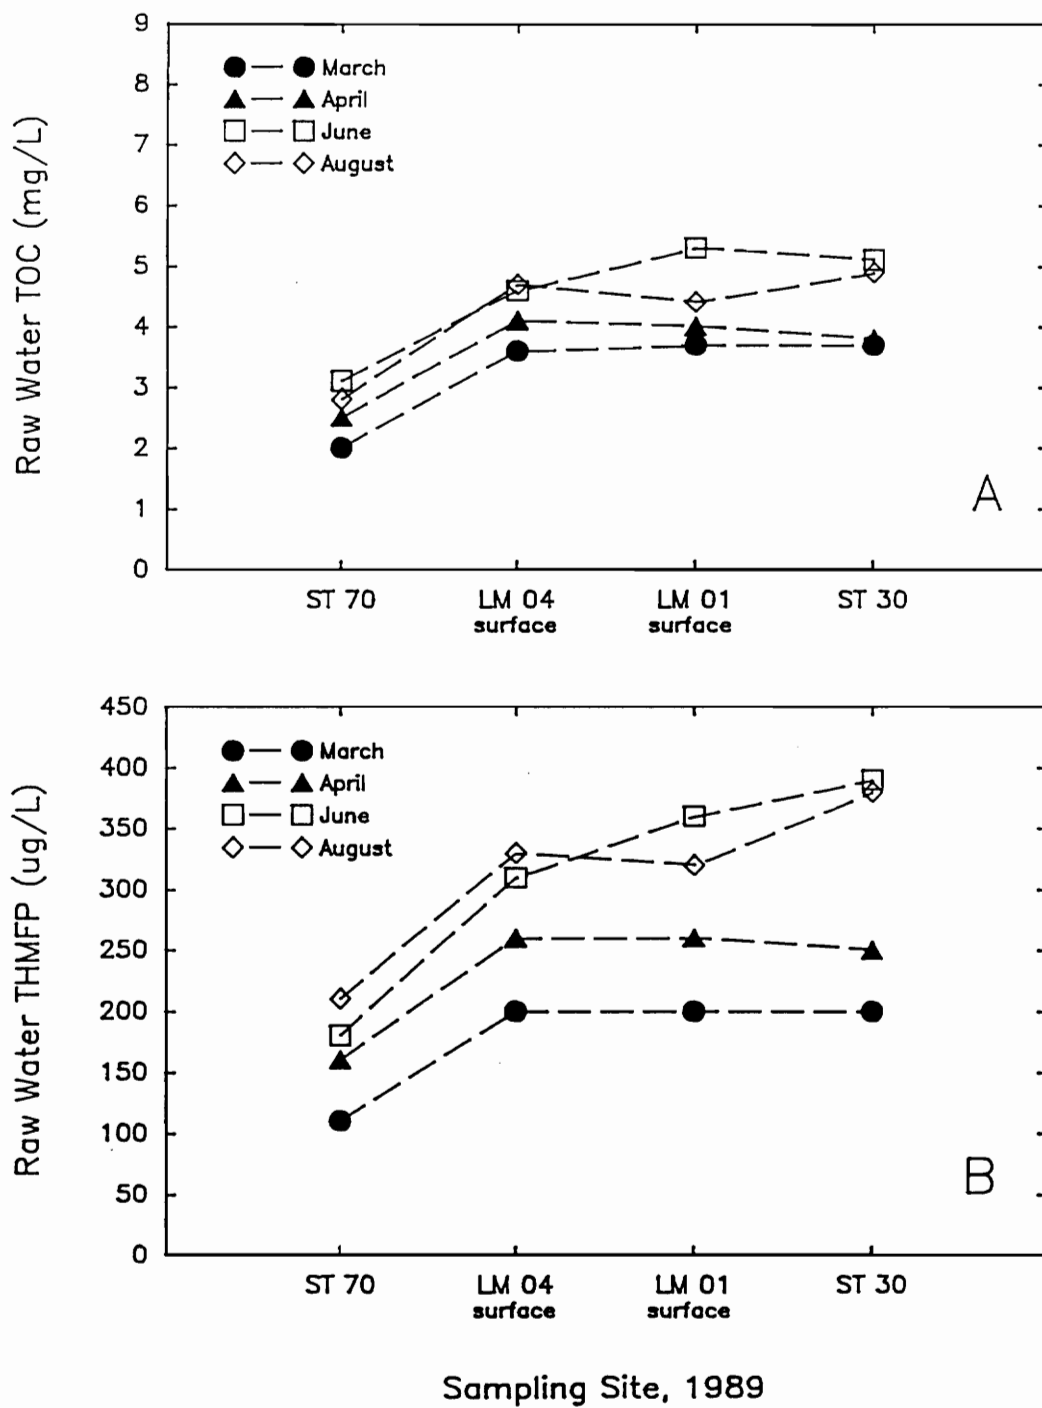 Raw Water TOC (mg/L)
9
8
7
6
5
4
3
2
1
0
March
April
June
August
A
ST 70
LM 04
surface
LM 01
surface
ST 30
Raw Water THMFP (ug/L)
450
400
350
300
250
200
150
100
50
0
March
April
June
August
B
ST 70
LM 04
surface
LM 01
surface
ST 30
Sampling Site, 1989